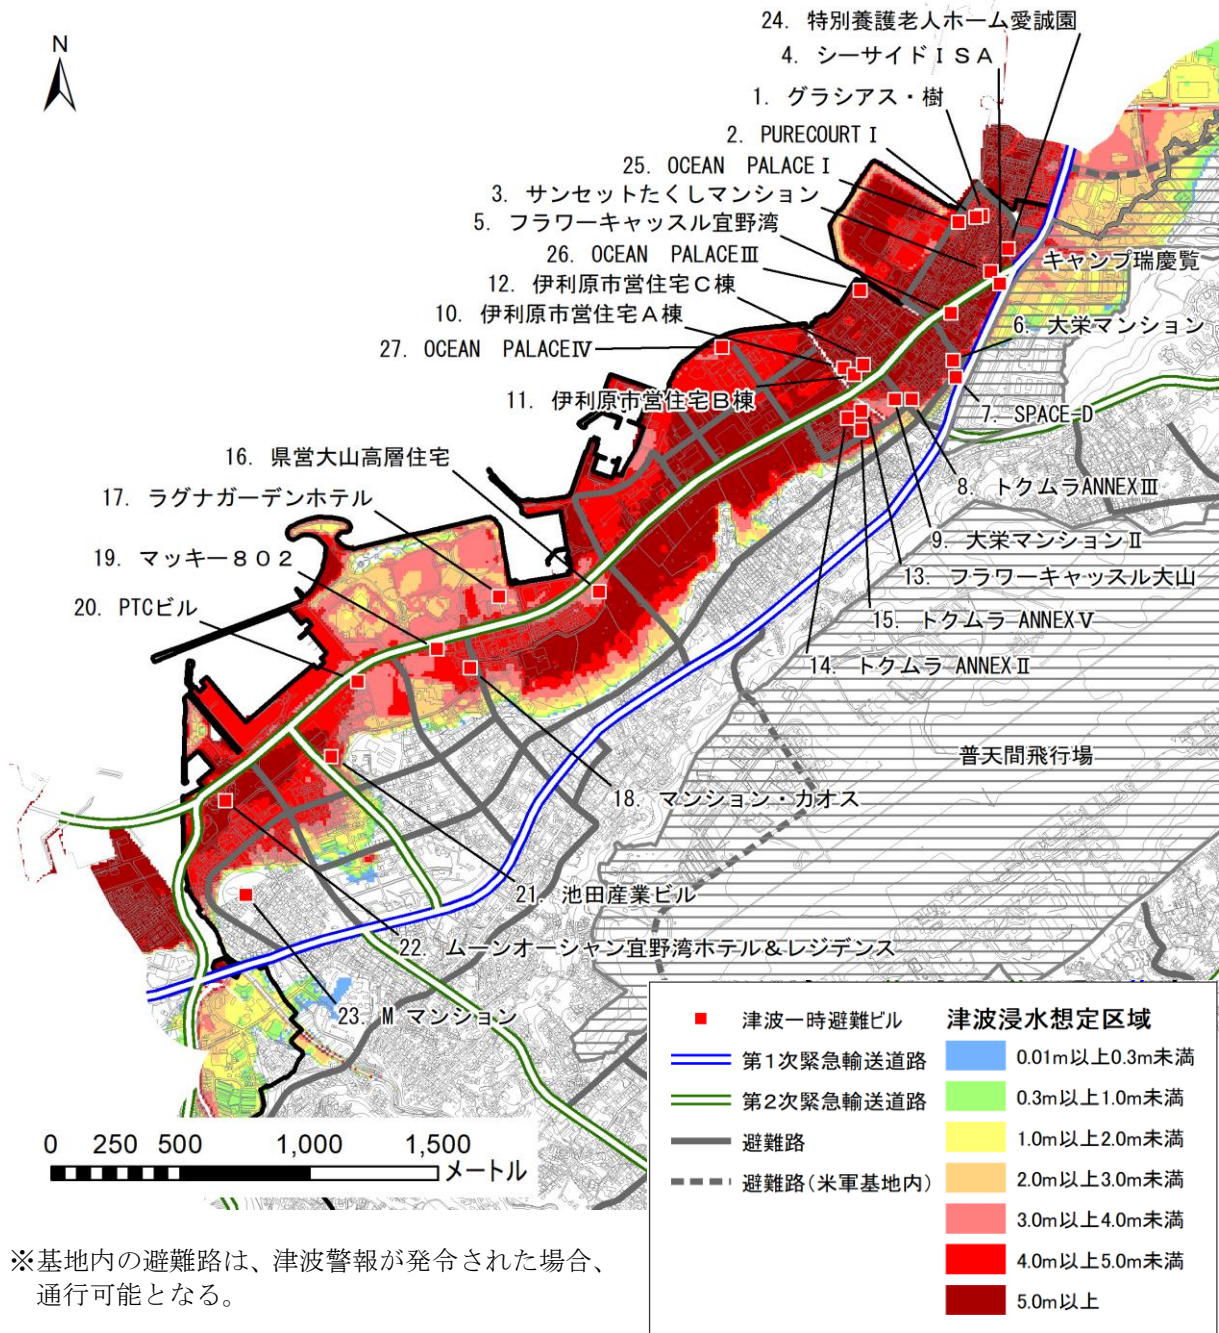 24. 特別養護老人ホーム愛誠園
N
4. シーサイドＩＳＡ
1. グラシアス・樹
2. PURECOURT Ⅰ
25. OCEAN PALACEⅠ
3. サンセットたくしマンション
5. フラワーキャッスル宜野湾
26. OCEAN PALACEⅢ
キャンプ瑞慶覧
12. 伊利原市営住宅Ｃ棟
10. 伊利原市営住宅Ａ棟
6. 大栄マンション
27. OCEAN PALACEⅣ
11. 伊利原市営住宅Ｂ棟
7. SPACE D
16. 県営大山高層住宅
8. トクムラANNEXⅢ
17. ラグナガーデンホテル
9. 大栄マンションⅡ
19. マッキー８０２
13. フラワーキャッスル大山
20. PTCビル
15. トクムラ ANNEXⅤ
14. トクムラ ANNEXⅡ
普天間飛行場
18. マンション・カオス
21. 池田産業ビル
22. ムーンオーシャン宜野湾ホテル＆レジデンス
23. M マンション
津波一時避難ビル
第１次緊急輸送道路
第２次緊急輸送道路
避難路
避難路（米軍基地内）
津波浸水想定区域
0.01m以上0.3m未満
0.3m以上1.0m未満
1.0m以上2.0m未満
2.0m以上3.0m未満
3.0m以上4.0m未満
4.0m以上5.0m未満
5.0m以上
0 250 500 1,000 1,500
メートル
※基地内の避難路は、津波警報が発令された場合、
通行可能となる。